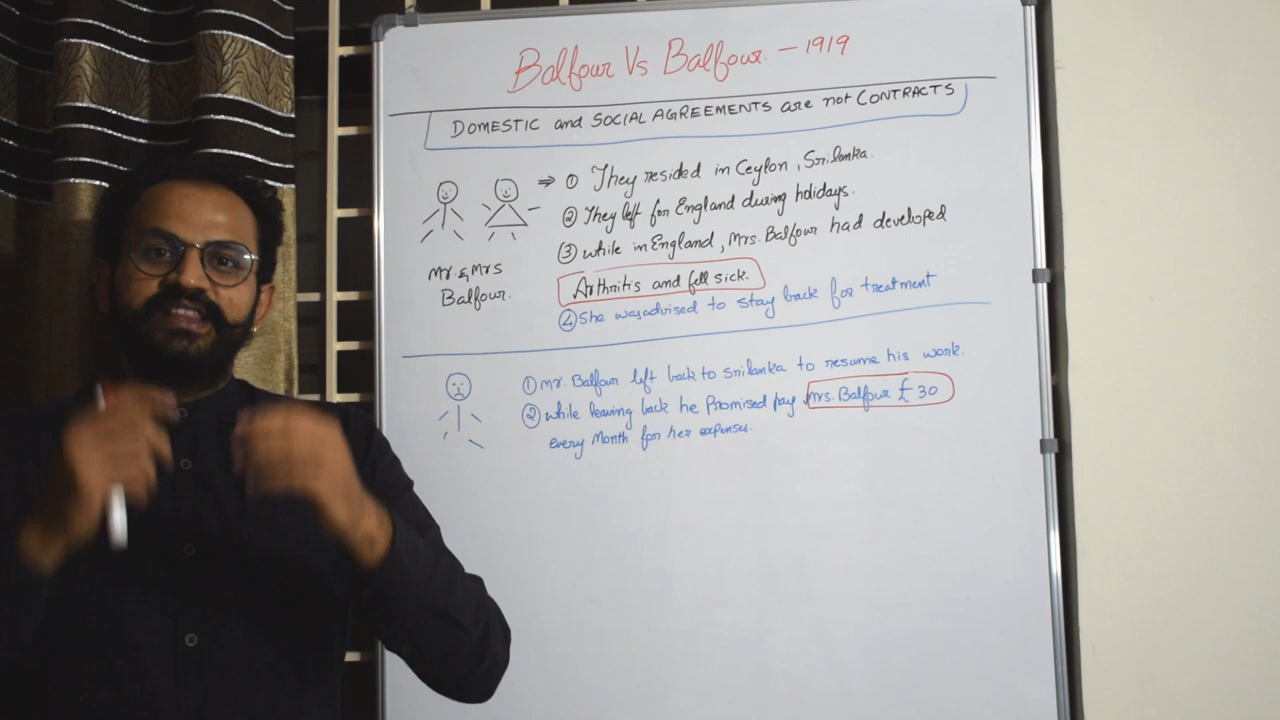 Balfour Vs Balfour. - 1919
DOMESTIC and SOCIAL AGREEMENTS are not CONTRACTS
⇒ ① They resided in Ceylon, Srilanka.
② They left for England during holidays.
③ while in England, Mrs. Balfour had developed
Arthritis and fell sick.
④ She was advised to stay back for treatment
Mr. & Mrs
Balfour.
① Mr. Balfour left back to Srilanka to resume his work.
② while leaving back he Promised pay Mrs. Balfour £ 30
every Month for her expenses.